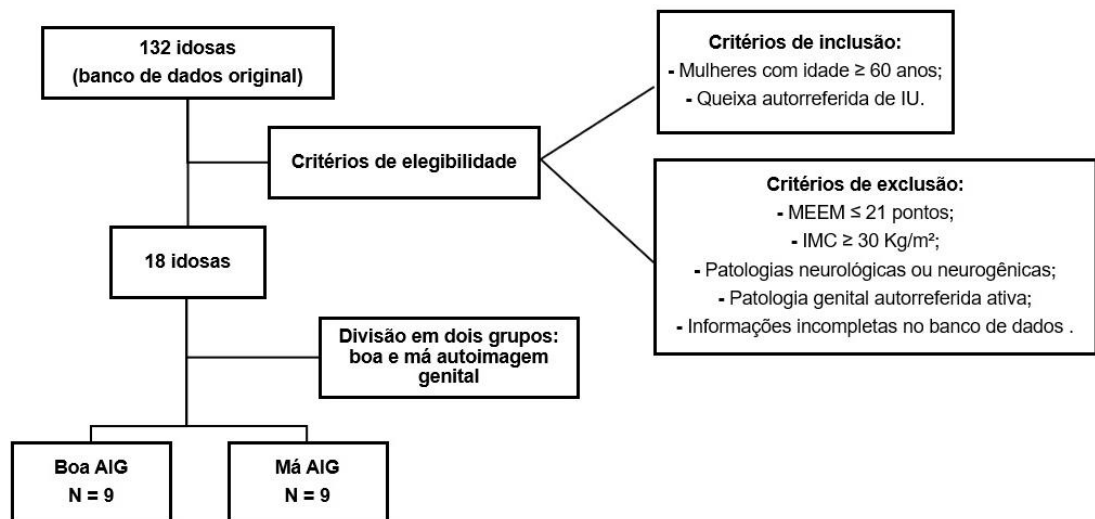 132 idosas
(banco de dados original)
Critérios de elegibilidade
Critérios de inclusão:
- Mulheres com idade ≥ 60 anos;
- Queixa autorreferida de IU.
Critérios de exclusão:
- MEEM ≤ 21 pontos;
- IMC ≥ 30 Kg/m²;
- Patologias neurológicas ou neurogênicas;
- Patologia genital autorreferida ativa;
- Informações incompletas no banco de dados .
18 idosas
Divisão em dois grupos:
boa e má autoimagem
genital
Boa AIG
N = 9
Má AIG
N = 9